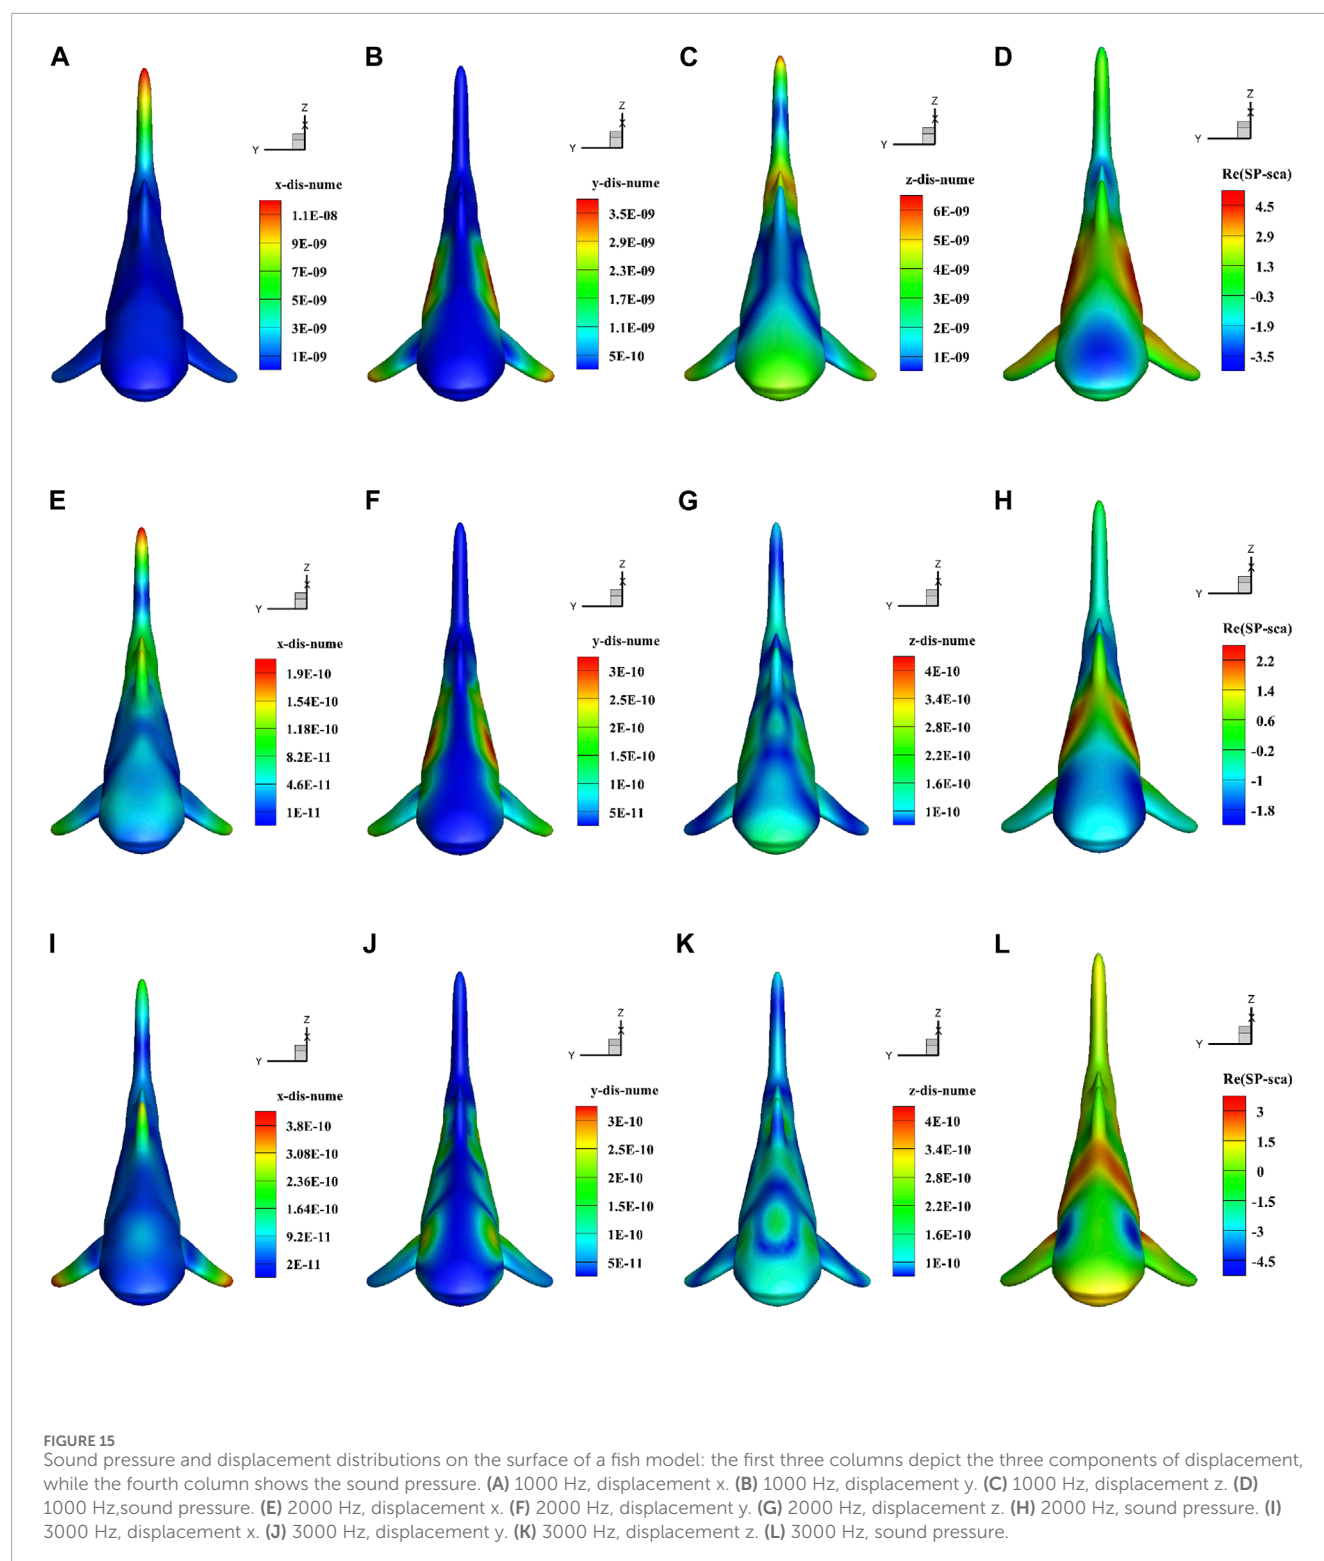 A
B
C
D
Z
X
Y
x-dis-nume
1.1E-08
9E-09
7E-09
5E-09
3E-09
1E-09
Z
X
Y
y-dis-nume
3.5E-09
2.9E-09
2.3E-09
1.7E-09
1.1E-09
5E-10
Z
X
Y
z-dis-nume
6E-09
5E-09
4E-09
3E-09
2E-09
1E-09
Z
X
Y
Re(SP-sca)
4.5
2.9
1.3
-0.3
-1.9
-3.5
E
F
G
H
Z
X
Y
x-dis-nume
1.9E-10
1.54E-10
1.18E-10
8.2E-11
4.6E-11
1E-11
Z
X
Y
y-dis-nume
3E-10
2.5E-10
2E-10
1.5E-10
1E-10
5E-11
Z
X
Y
z-dis-nume
4E-10
3.4E-10
2.8E-10
2.2E-10
1.6E-10
1E-10
Z
X
Y
Re(SP-sca)
2.2
1.4
0.6
-0.2
-1
-1.8
I
J
K
L
Z
X
Y
x-dis-nume
3.8E-10
3.08E-10
2.36E-10
1.64E-10
9.2E-11
2E-11
Z
X
Y
y-dis-nume
3E-10
2.5E-10
2E-10
1.5E-10
1E-10
5E-11
Z
X
Y
z-dis-nume
4E-10
3.4E-10
2.8E-10
2.2E-10
1.6E-10
1E-10
Z
X
Y
Re(SP-sca)
3
1.5
0
-1.5
-3
-4.5
FIGURE 15
Sound pressure and displacement distributions on the surface of a fish model: the first three columns depict the three components of displacement,
while the fourth column shows the sound pressure. (A) 1000 Hz, displacement x. (B) 1000 Hz, displacement y. (C) 1000 Hz, displacement z. (D)
1000 Hz,sound pressure. (E) 2000 Hz, displacement x. (F) 2000 Hz, displacement y. (G) 2000 Hz, displacement z. (H) 2000 Hz, sound pressure. (I)
3000 Hz, displacement x. (J) 3000 Hz, displacement y. (K) 3000 Hz, displacement z. (L) 3000 Hz, sound pressure.